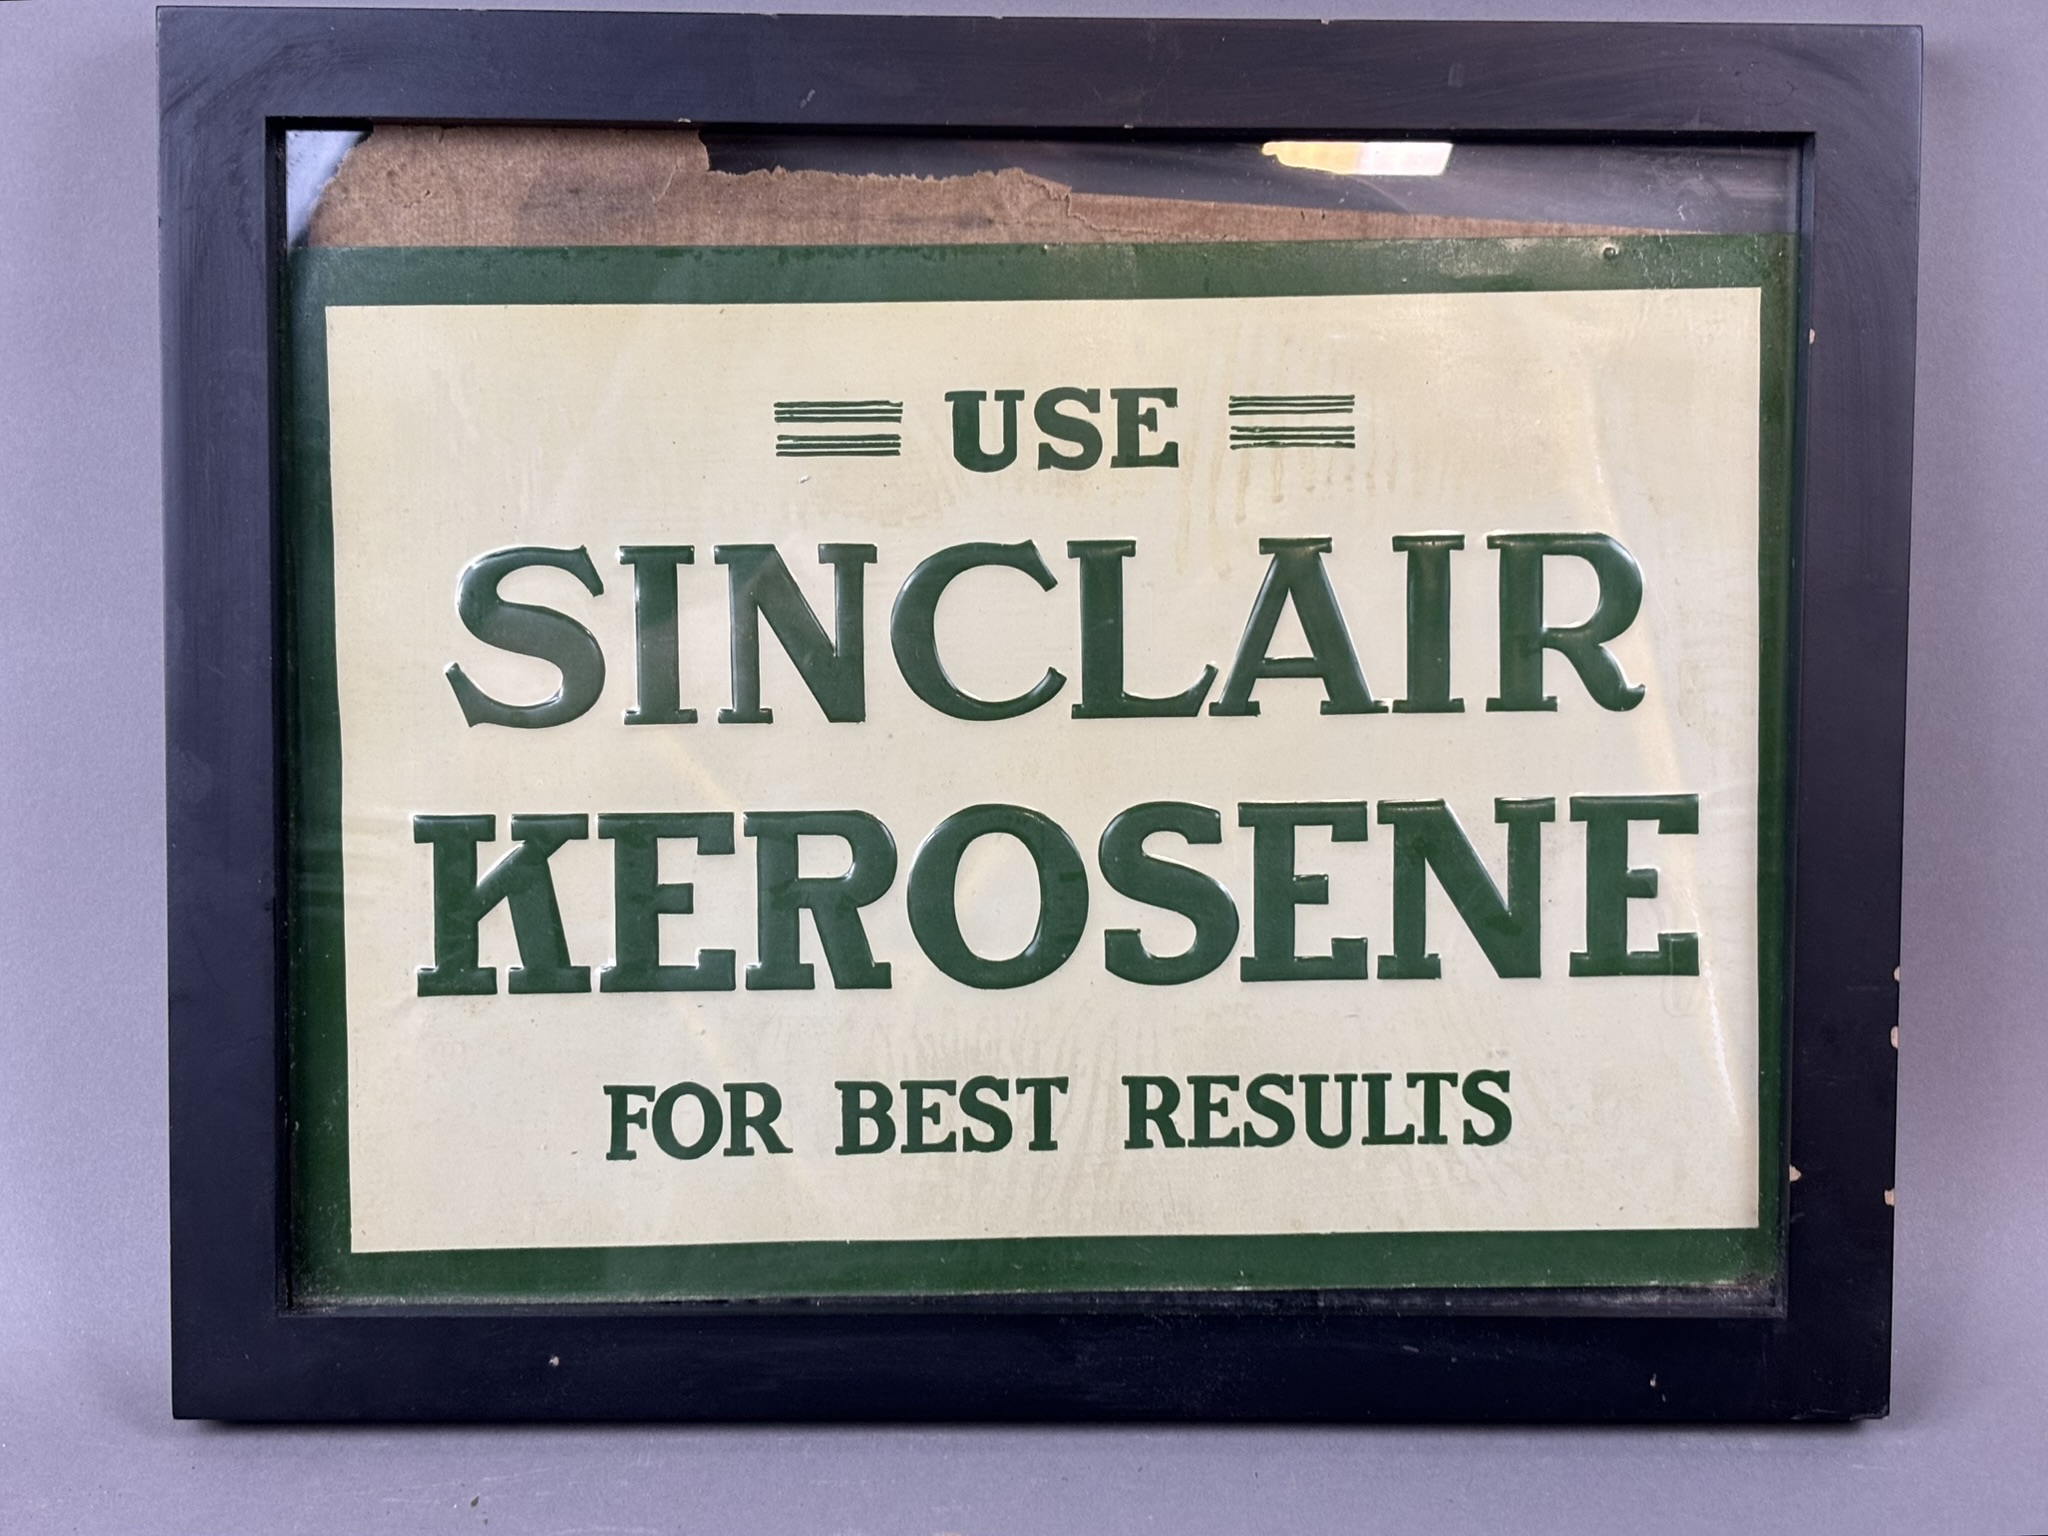 USE
SINCLAIR
KEROSENE
FOR BEST RESULTS